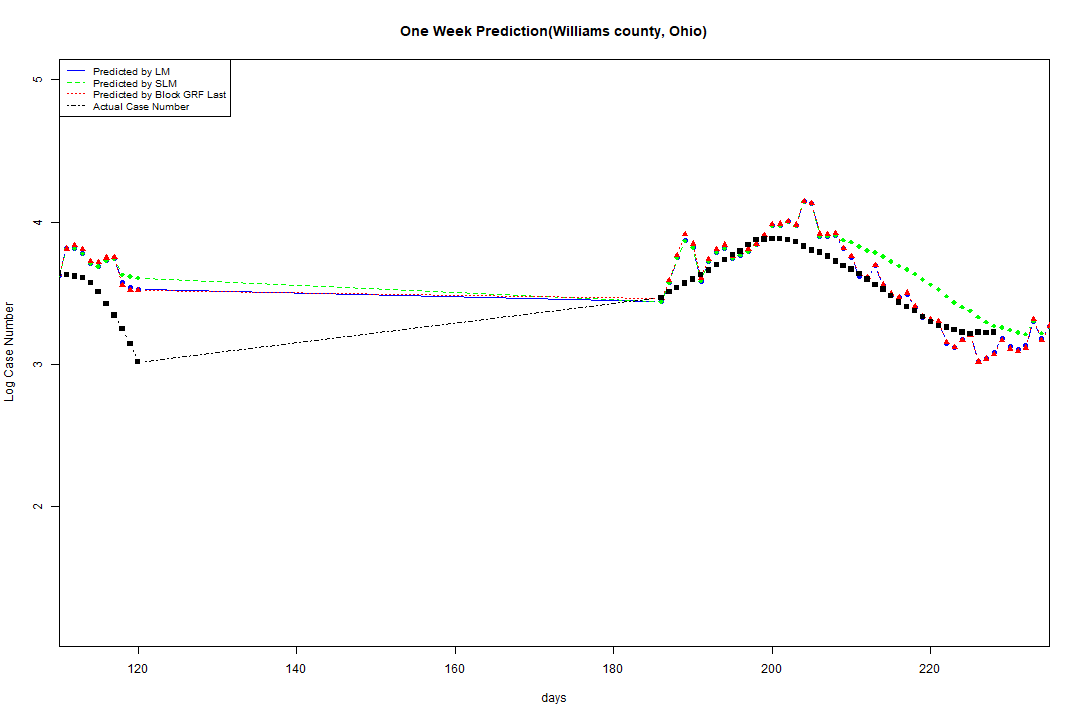 One Week Prediction(Williams county, Ohio)
Predicted by LM
Predicted by SLM
Predicted by Block GRF Last
Actual Case Number
5
4
3
2
Log Case Number
120 140 160 180 200 220
days